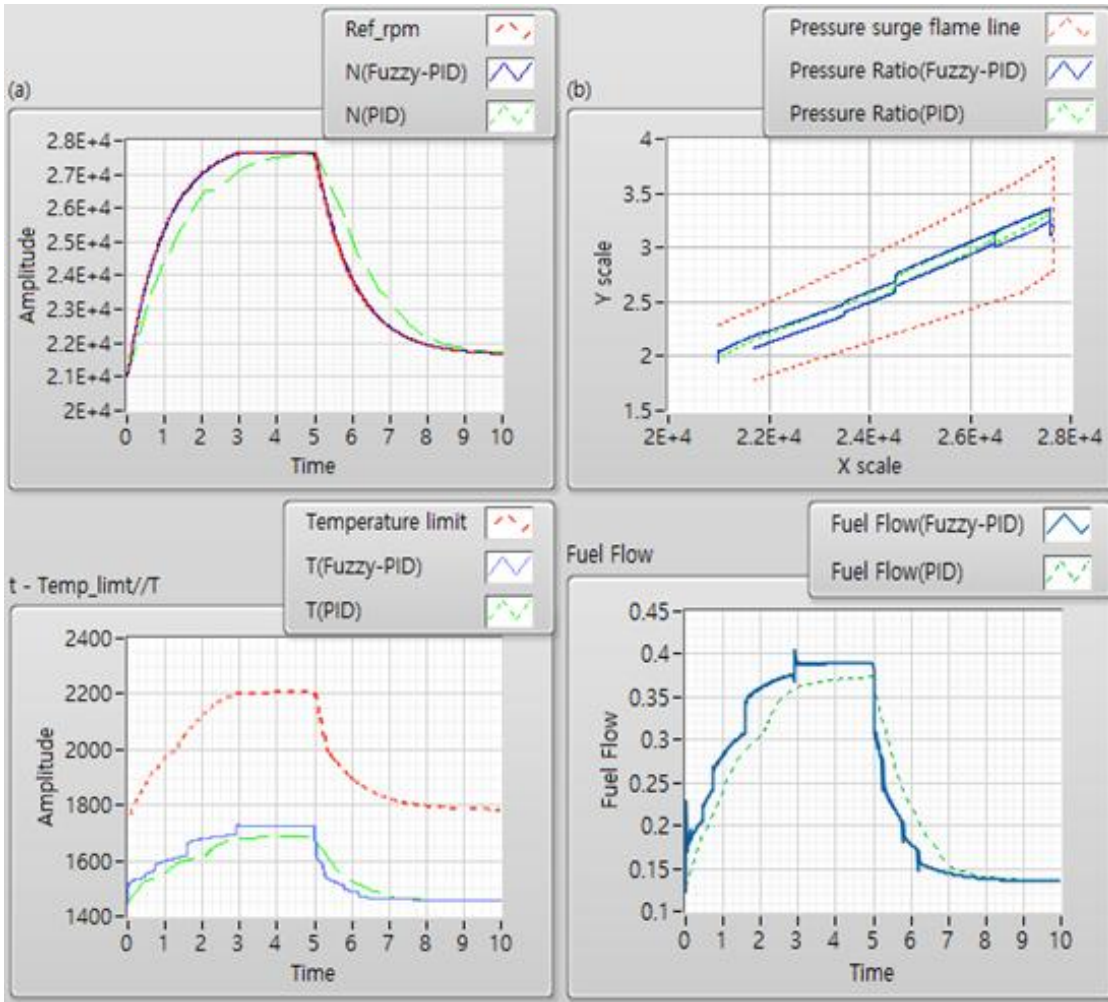 Ref_rpm
N(Fuzzy-PID)
N(PID)
(a)
2.8E+4
2.7E+4
2.6E+4
2.5E+4
2.4E+4
2.3E+4
2.2E+4
2.1E+4
2E+4
Amplitude
0 1 2 3 4 5 6 7 8 9 10
Time
Pressure surge flame line
Pressure Ratio(Fuzzy-PID)
Pressure Ratio(PID)
(b)
4
3.5
3
2.5
2
1.5
Y scale
2E+4 2.2E+4 2.4E+4 2.6E+4 2.8E+4
X scale
Temperature limit
T(Fuzzy-PID)
T(PID)
t - Temp_limt//T
2400
2200
2000
1800
1600
1400
Amplitude
0 1 2 3 4 5 6 7 8 9 10
Time
Fuel Flow(Fuzzy-PID)
Fuel Flow(PID)
Fuel Flow
0.45
0.4
0.35
0.3
0.25
0.2
0.15
0.1
Fuel Flow
0 1 2 3 4 5 6 7 8 9 10
Time